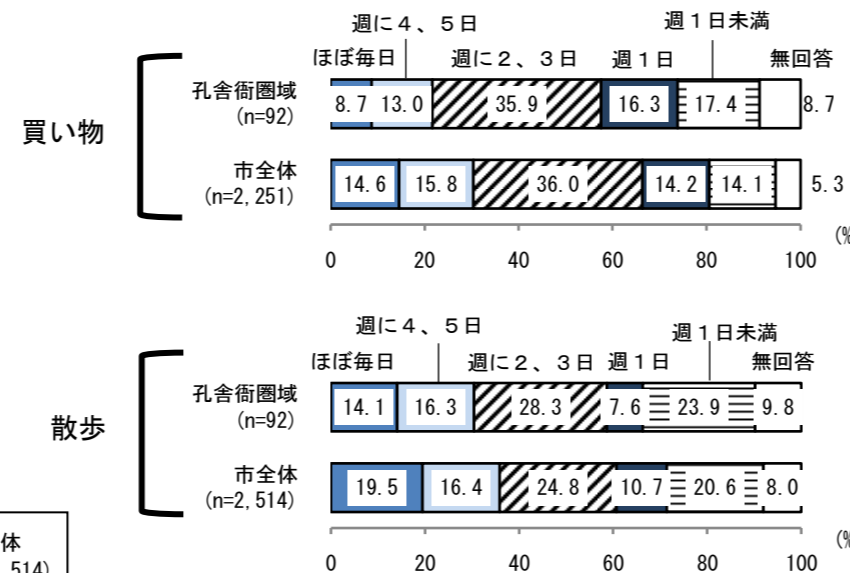 週に４、５日 週１日未満
ほぼ毎日 週に２、３日 週１日 無回答
買い物
孔舎衙圏域
(n=92)
8.7 13.0 35.9 16.3 17.4 8.7
市全体
(n=2,251)
14.6 15.8 36.0 14.2 14.1 5.3
(%
0 20 40 60 80 100
週に４、５日 週１日未満
ほぼ毎日 週に２、３日 週１日 無回答
散歩
孔舎衙圏域
(n=92)
14.1 16.3 28.3 7.6 23.9 9.8
市全体
(n=2,514)
19.5 16.4 24.8 10.7 20.6 8.0
(%
0 20 40 60 80 100
体
514)